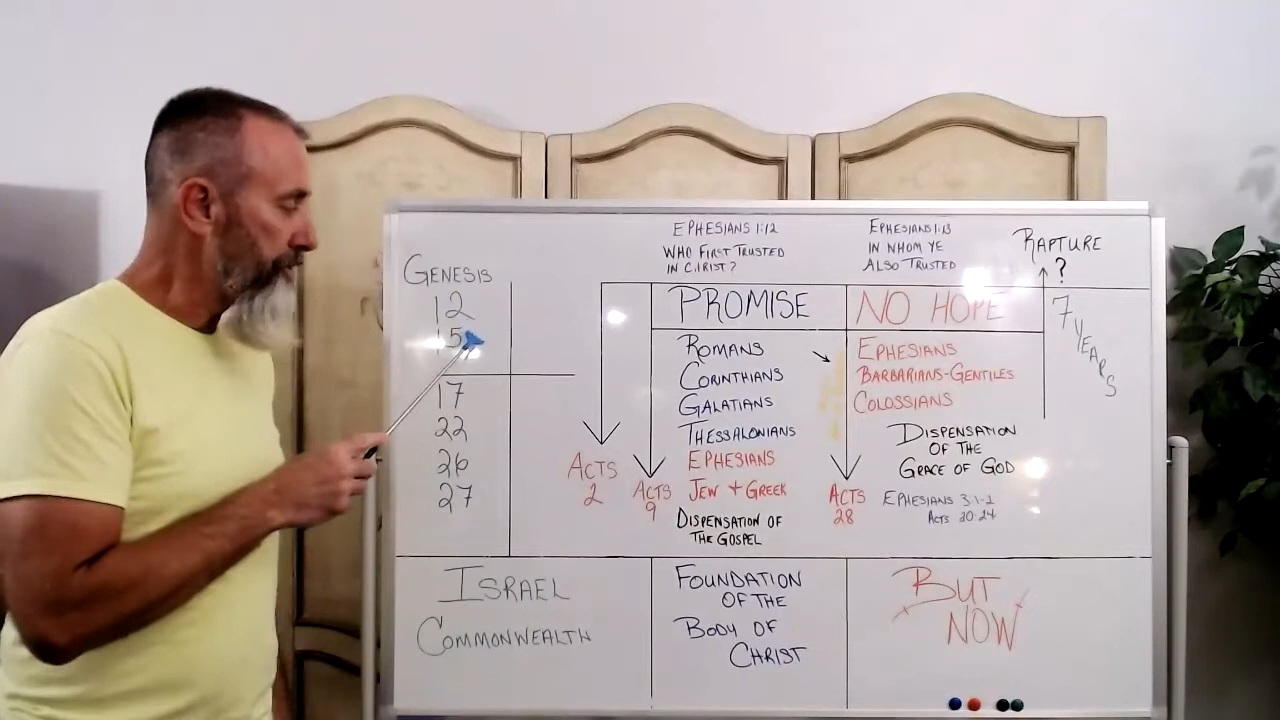 GENESIS
12
15
17
22
26
27
ISRAEL
COMMONWEALTH
ACTS
2
ACTS
9
EPHESIANS 1:12
WHO FIRST TRUSTED
IN CHRIST?
PROMISE
ROMANS
CORINTHIANS
GALATIANS
THESSALONIANS
EPHESIANS
JEW + GREEK
DISPENSATION OF
THE GOSPEL
FOUNDATION
OF THE
BODY OF
CHRIST
ACTS
28
EPHESIANS 1:13
IN WHOM YE
ALSO TRUSTED
NO HOPE
EPHESIANS
BARBARIANS-GENTILES
COLOSSIANS
DISPENSATION
OF THE
GRACE OF GOD
EPHESIANS 3:1-2
ACTS 20:24
BUT
NOW
RAPTURE
?
7 YEARS